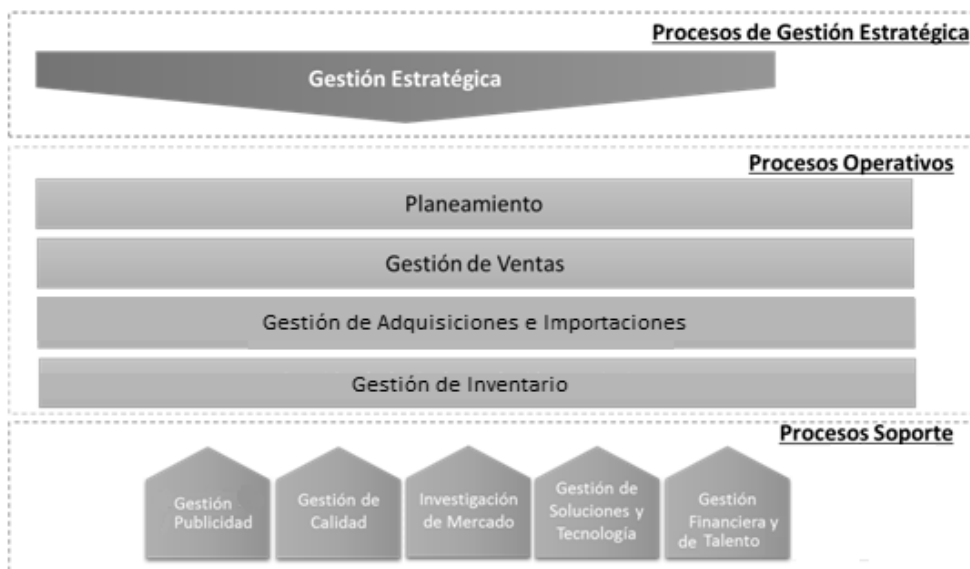 Procesos de Gestión Estratégica
Gestión Estratégica
Procesos Operativos
Planeamiento
Gestión de Ventas
Gestión de Adquisiciones e Importaciones
Gestión de Inventario
Procesos Soporte
Gestión
Publicidad
Gestión de
Calidad
Investigación
de Mercado
Gestión de
Soluciones y
Tecnología
Gestión
Financiera y
de Talento